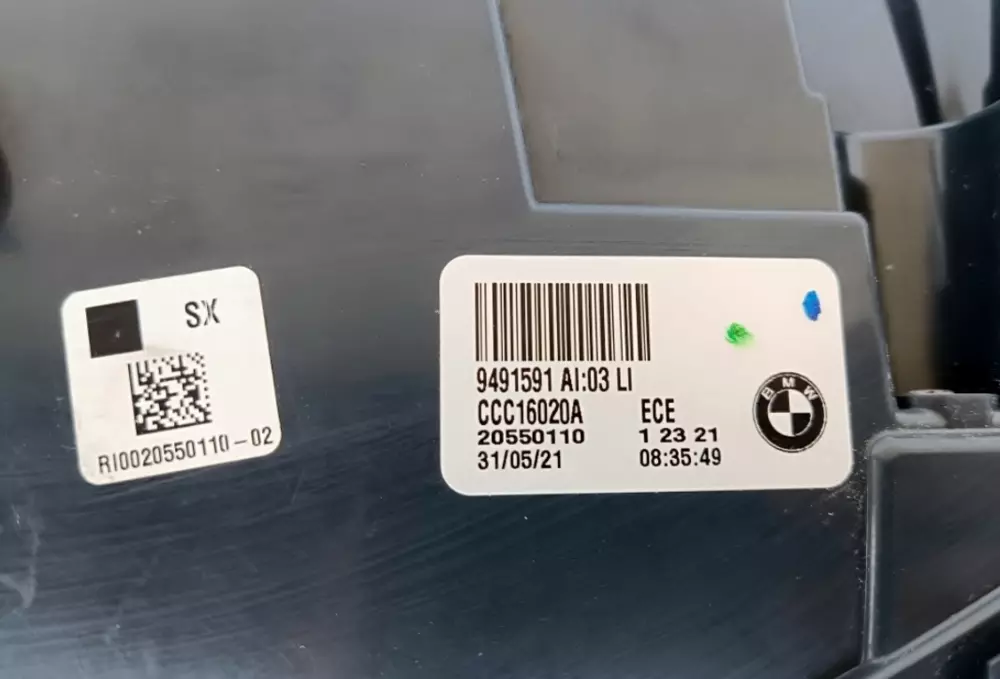 SX
RI0020550110-02
9491591 AI:03 LI
CCC16020A ECE
20550110 1 23 21
31/05/21 08:35:49
BMW